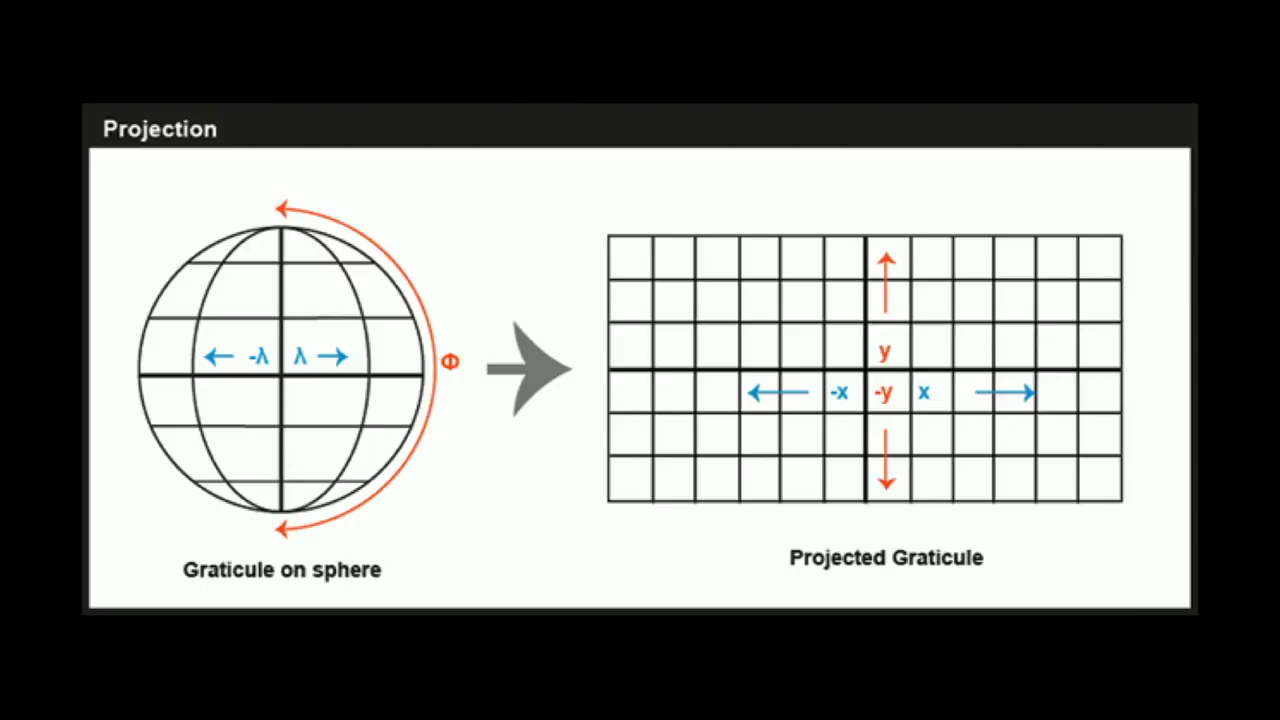 Projection
-λ λ
Φ
y
-x -y x
Graticule on sphere
Projected Graticule